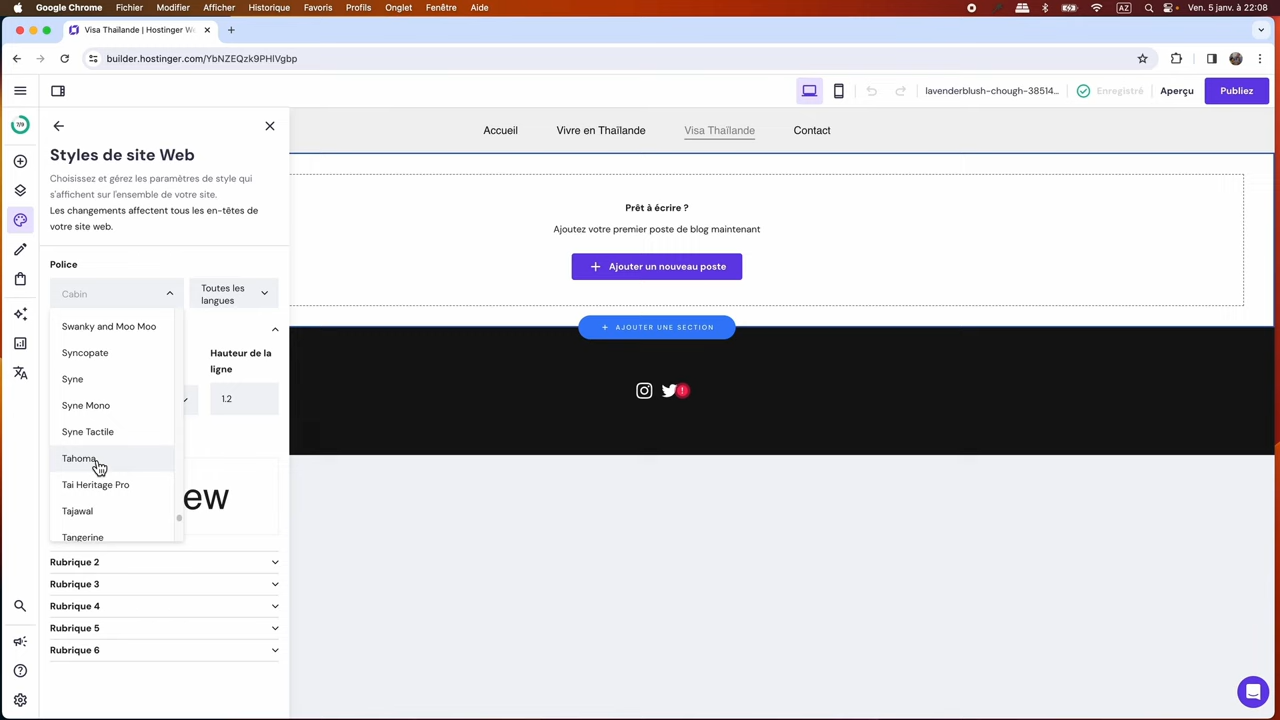 Google Chrome Fichier Modifier Afficher Historique Favoris Profils Onglet Fenêtre Aide AZ Ven. 5 janv. à 22:08
Visa Thaïlande | Hostinger W
builder.hostinger.com/YbNZEQzk9PHlVgbp
lavenderblush-chough-38514... Enregistré Aperçu Publiez
7/9
Accueil Vivre en Thaïlande Visa Thaïlande Contact
Styles de site Web
Choisissez et gérez les paramètres de style qui
s'affichent sur l'ensemble de votre site.
Les changements affectent tous les en-têtes de
votre site web.
Police
Cabin
Toutes les
langues
Swanky and Moo Moo
Syncopate
Syne
Syne Mono
Syne Tactile
Tahoma
Tai Heritage Pro
Tajawal
Tangerine
Hauteur de la
ligne
1.2
ew
Rubrique 2
Rubrique 3
Rubrique 4
Rubrique 5
Rubrique 6
Prêt à écrire ?
Ajoutez votre premier poste de blog maintenant
+ Ajouter un nouveau poste
+ AJOUTER UNE SECTION